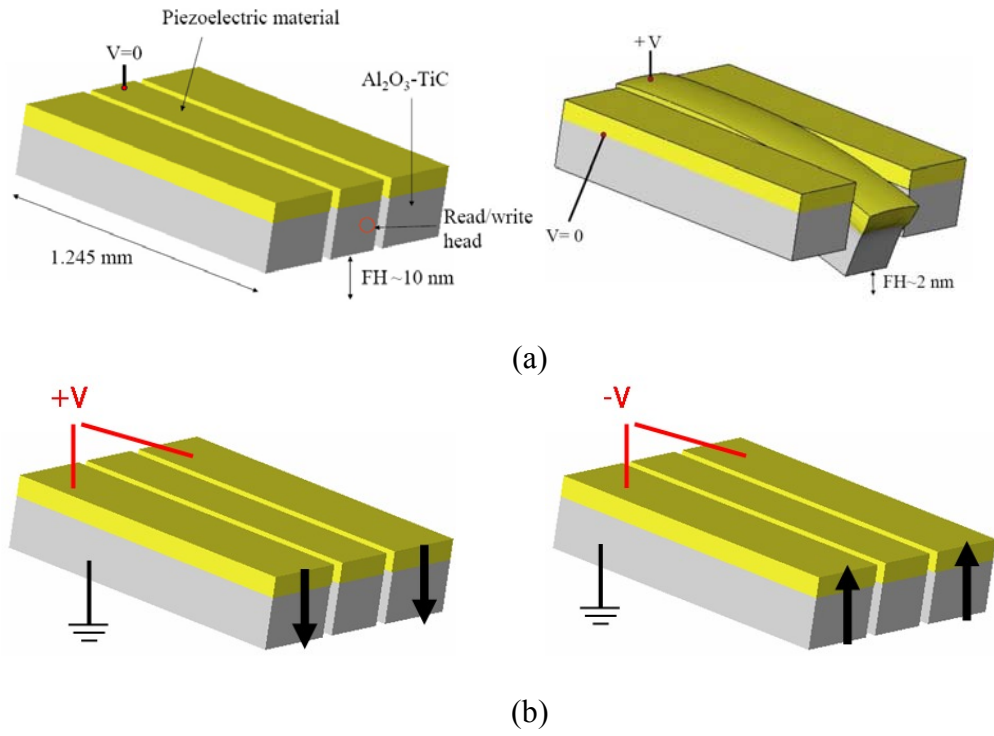 Piezoelectric material
V=0
Al₂O₃-TiC
Read/write
head
1.245 mm
FH ~10 nm
+V
V= 0
FH~2 nm
(a)
+V
-V
(b)